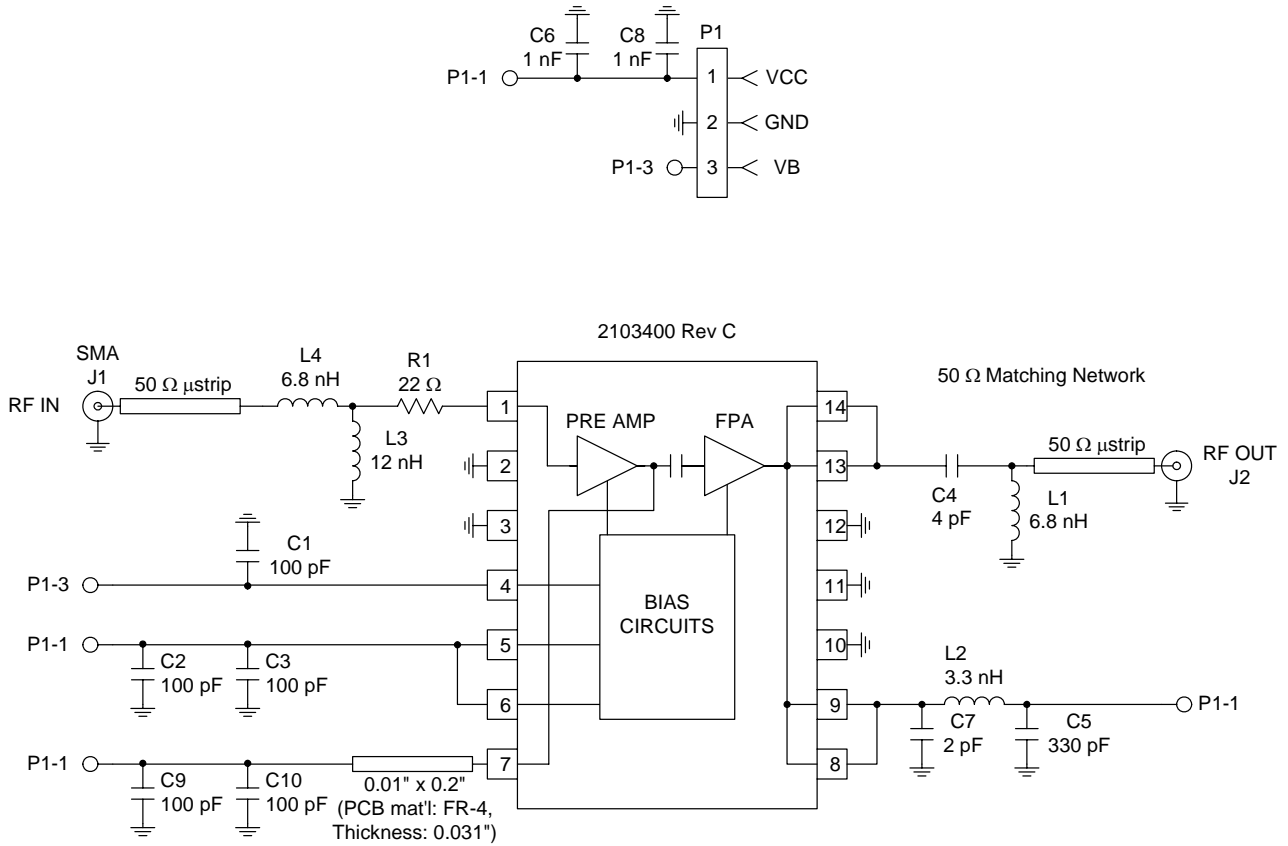 C6
1 nF
C8
1 nF
P1
P1-1
1
VCC
2
GND
P1-3
3
VB
2103400 Rev C
SMA
J1
RF IN
50 Ω μstrip
L4
6.8 nH
R1
22 Ω
L3
12 nH
1
2
3
4
5
6
7
PRE AMP
FPA
BIAS
CIRCUITS
14
13
12
11
10
9
8
50 Ω Matching Network
50 Ω μstrip
RF OUT
J2
C4
4 pF
L1
6.8 nH
C1
100 pF
P1-3
P1-1
C2
100 pF
C3
100 pF
L2
3.3 nH
C7
2 pF
C5
330 pF
P1-1
P1-1
C9
100 pF
C10
100 pF
0.01" x 0.2"
(PCB mat'l: FR-4,
Thickness: 0.031")